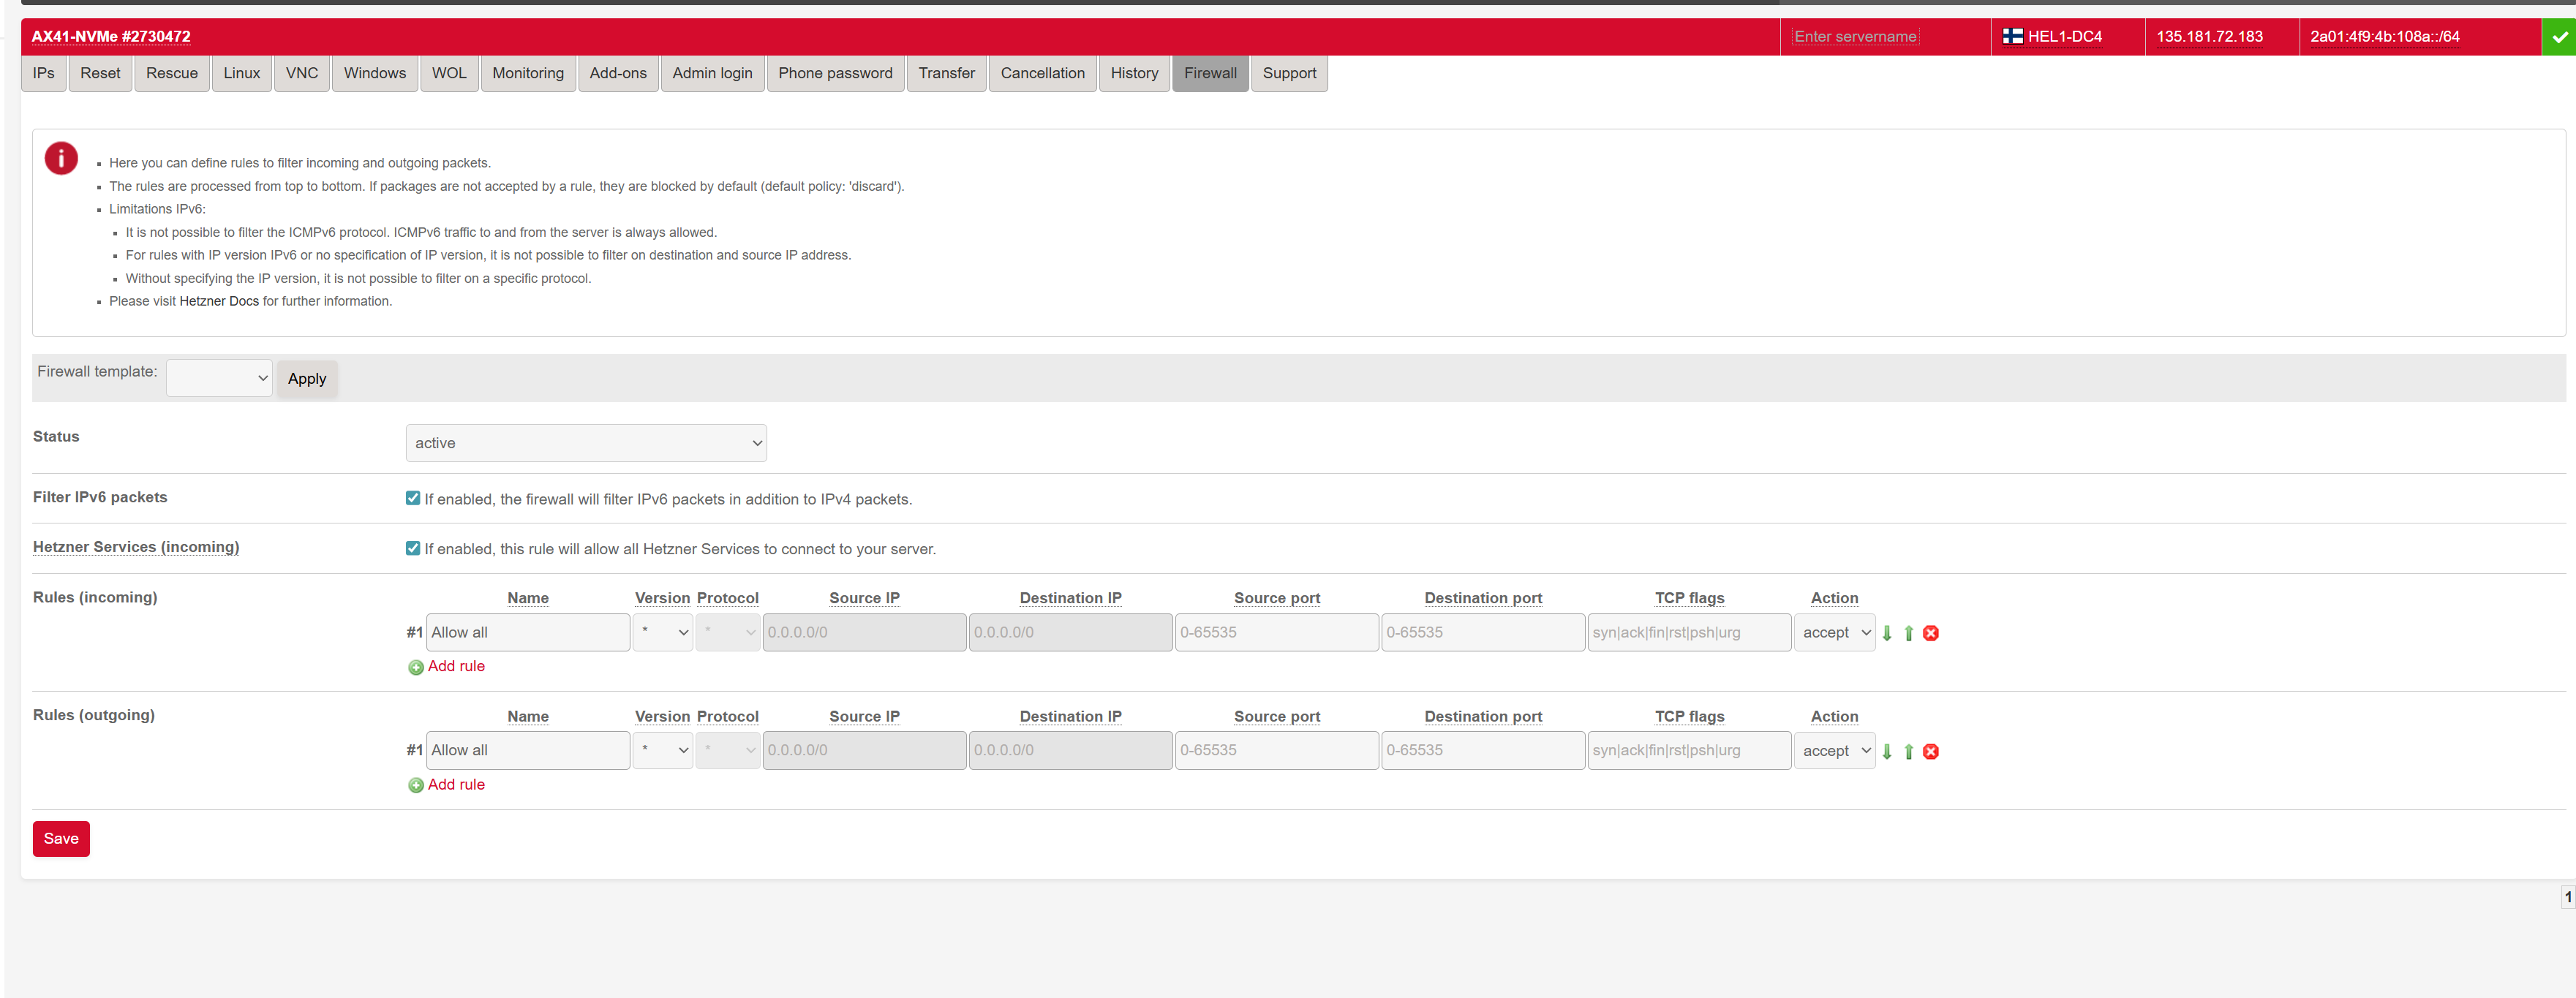 AX41-NVMe #2730472 Enter servername HEL1-DC4 135.181.72.183 2a01:4f9:4b:108a::/64
IPs Reset Rescue Linux VNC Windows WOL Monitoring Add-ons Admin login Phone password Transfer Cancellation History Firewall Support
Here you can define rules to filter incoming and outgoing packets.
The rules are processed from top to bottom. If packages are not accepted by a rule, they are blocked by default (default policy: 'discard').
Limitations IPv6:
It is not possible to filter the ICMPv6 protocol. ICMPv6 traffic to and from the server is always allowed.
For rules with IP version IPv6 or no specification of IP version, it is not possible to filter on destination and source IP address.
Without specifying the IP version, it is not possible to filter on a specific protocol.
Please visit Hetzner Docs for further information.
Firewall template: Apply
Status active
Filter IPv6 packets If enabled, the firewall will filter IPv6 packets in addition to IPv4 packets.
Hetzner Services (incoming) If enabled, this rule will allow all Hetzner Services to connect to your server.
Rules (incoming) Name Version Protocol Source IP Destination IP Source port Destination port TCP flags Action
#1 Allow all * * 0.0.0.0/0 0.0.0.0/0 0-65535 0-65535 syn|ack|fin|rst|psh|urg accept
Add rule
Rules (outgoing) Name Version Protocol Source IP Destination IP Source port Destination port TCP flags Action
#1 Allow all * * 0.0.0.0/0 0.0.0.0/0 0-65535 0-65535 syn|ack|fin|rst|psh|urg accept
Add rule
Save
1